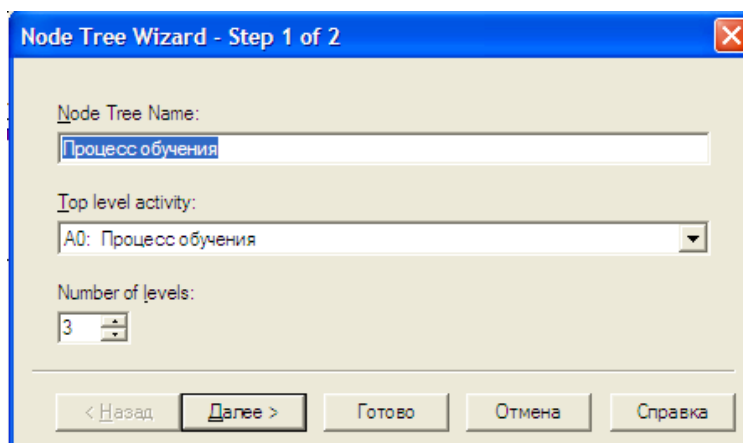 Node Tree Wizard - Step 1 of 2
Node Tree Name:
Процесс обучения
Top level activity:
A0: Процесс обучения
Number of levels:
3
< Назад Далее > Готово Отмена Справка